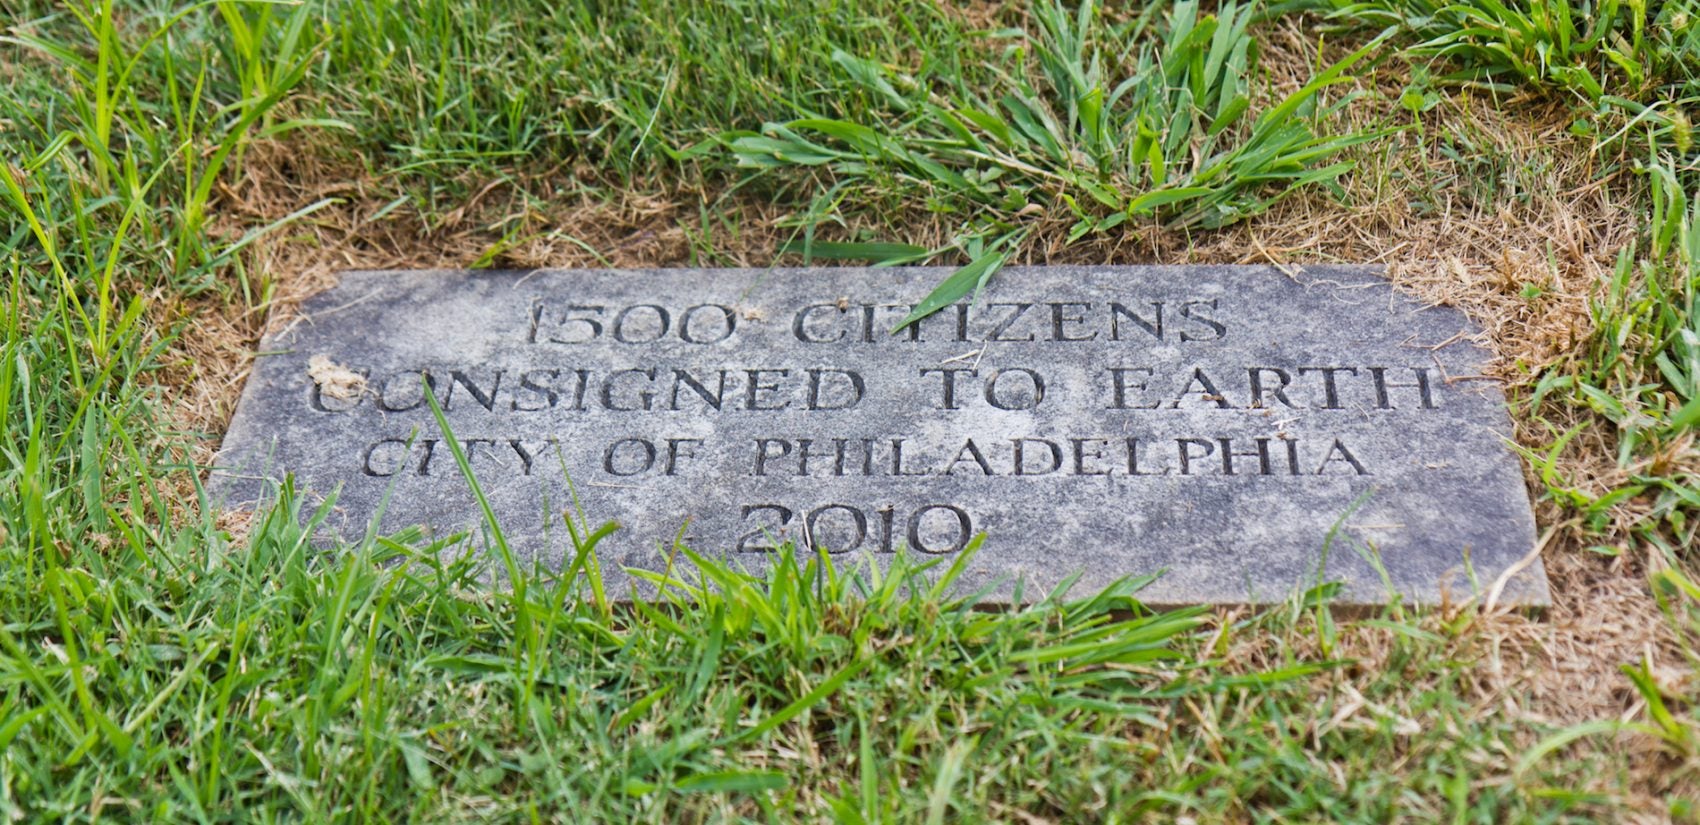 1500 CITIZENS
CONSIGNED TO EARTH
CITY OF PHILADELPHIA
2010